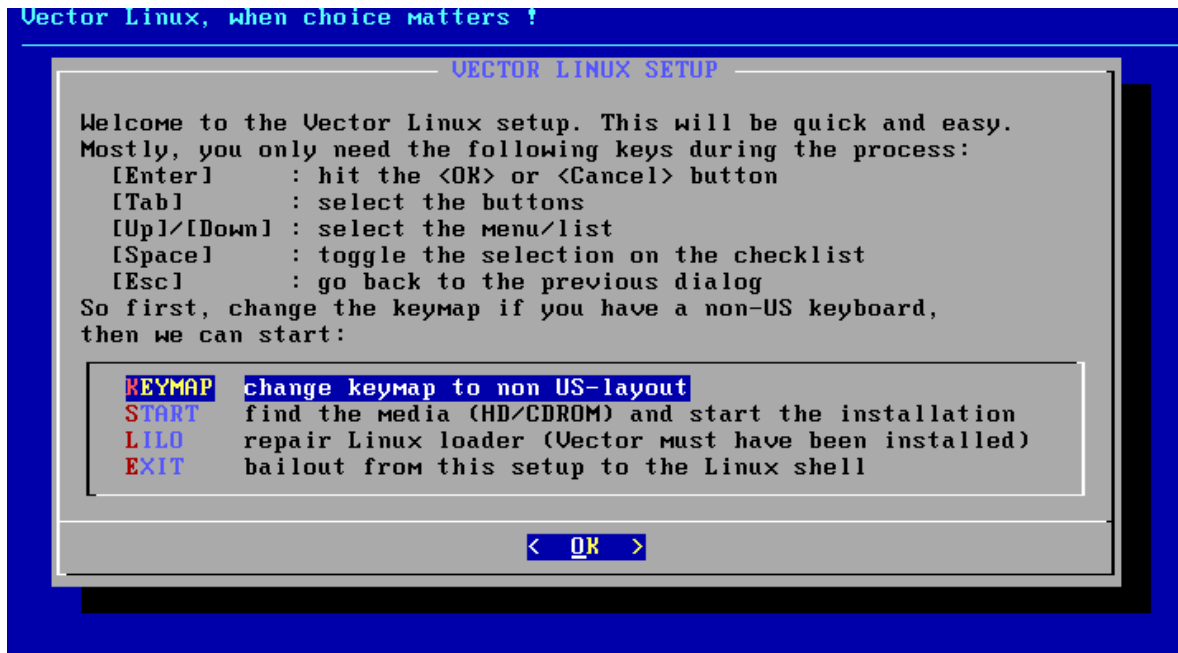 Vector Linux, when choice matters !
VECTOR LINUX SETUP
Welcome to the Vector Linux setup. This will be quick and easy.
Mostly, you only need the following keys during the process:
[Enter] : hit the <OK> or <Cancel> button
[Tab] : select the buttons
[Up]/[Down] : select the menu/list
[Space] : toggle the selection on the checklist
[Esc] : go back to the previous dialog
So first, change the keymap if you have a non-US keyboard,
then we can start:
KEYMAP change keymap to non US-layout
START find the media (HD/CDROM) and start the installation
LILO repair Linux loader (Vector must have been installed)
EXIT bailout from this setup to the Linux shell
< OK >